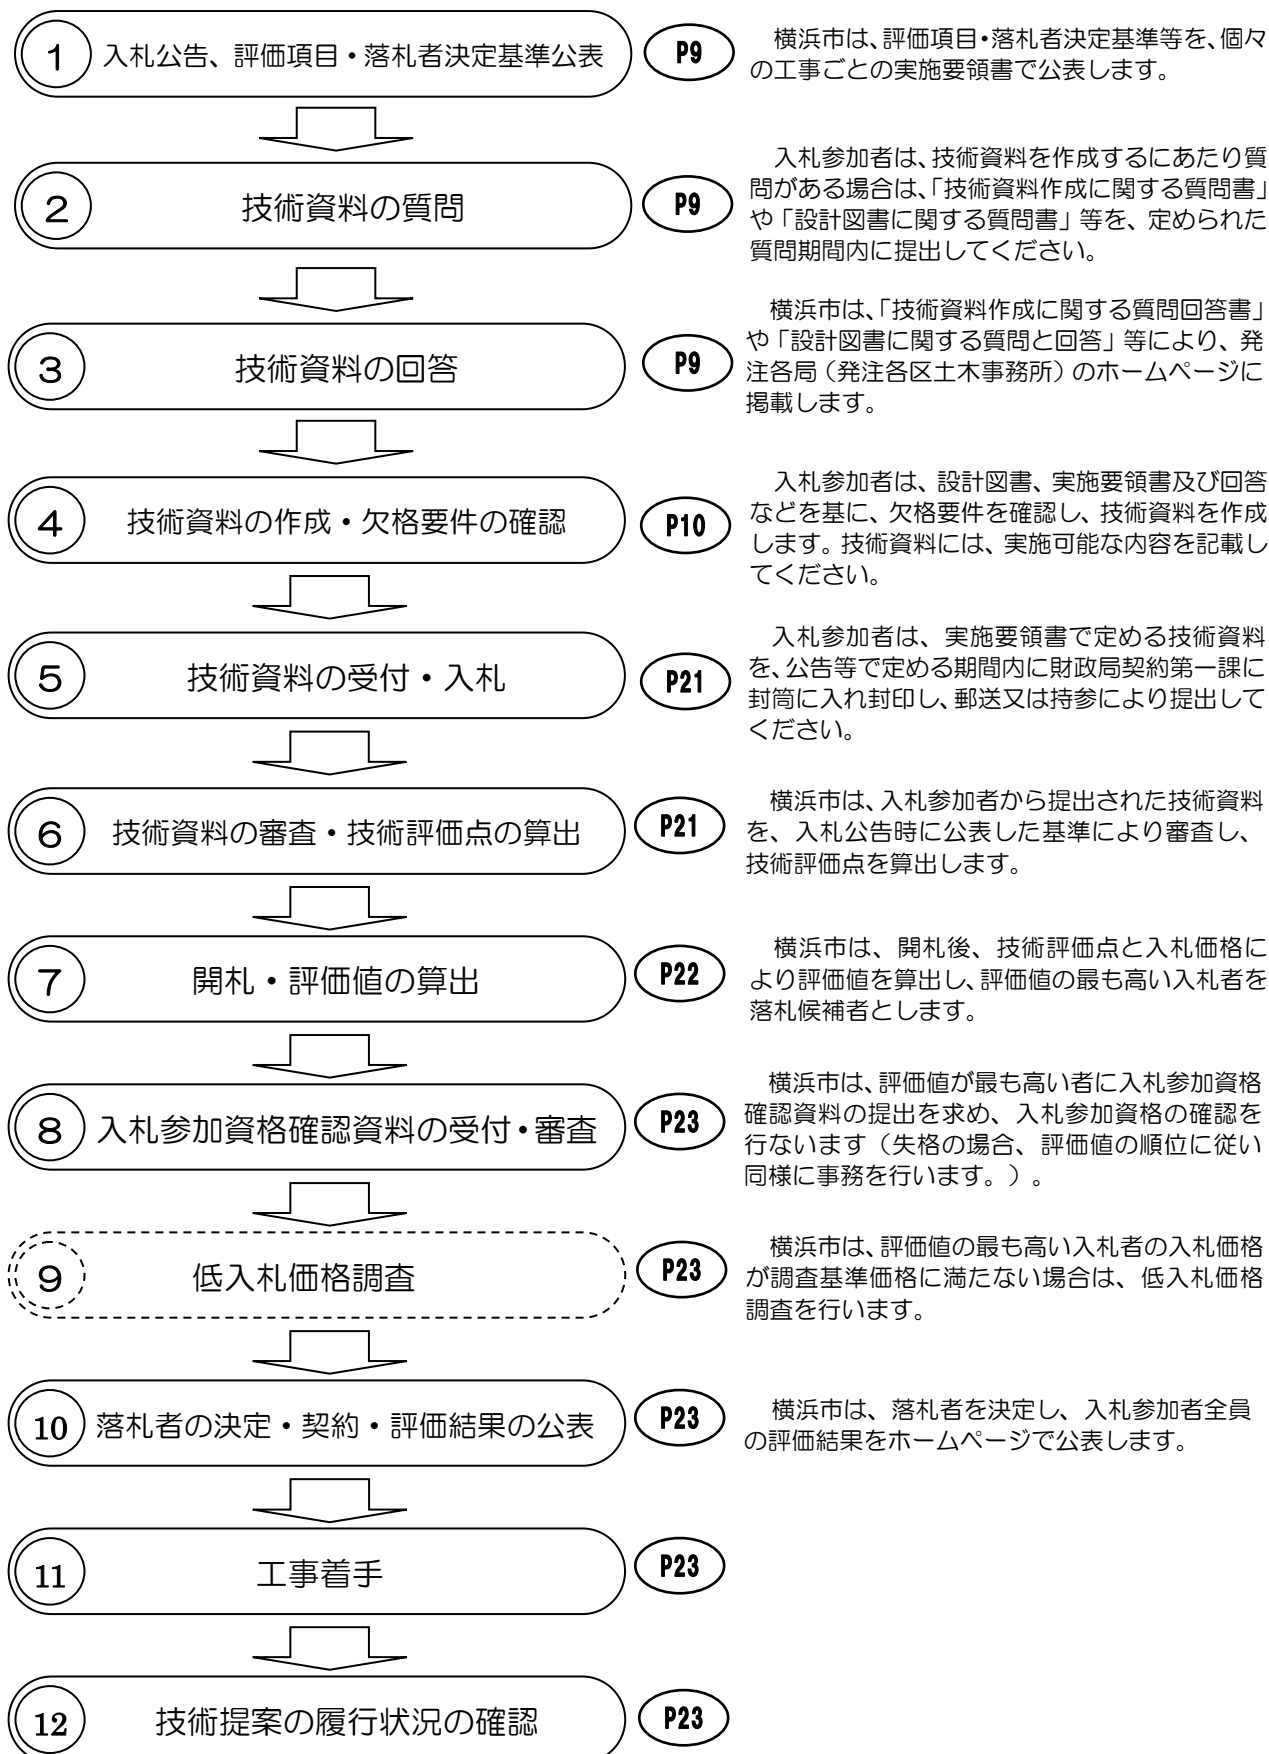 1 入札公告、評価項目・落札者決定基準公表 P9
横浜市は、評価項目・落札者決定基準等を、個々
の工事ごとの実施要領書で公表します。
2 技術資料の質問 P9
入札参加者は、技術資料を作成するにあたり質
問がある場合は、「技術資料作成に関する質問書」
や「設計図書に関する質問書」等を、定められた
質問期間内に提出してください。
3 技術資料の回答 P9
横浜市は、「技術資料作成に関する質問回答書」
や「設計図書に関する質問と回答」等により、発
注各局（発注各区土木事務所）のホームページに
掲載します。
4 技術資料の作成・欠格要件の確認 P10
入札参加者は、設計図書、実施要領書及び回答
などを基に、欠格要件を確認し、技術資料を作成
します。技術資料には、実施可能な内容を記載し
てください。
5 技術資料の受付・入札 P21
入札参加者は、実施要領書で定める技術資料
を、公告等で定める期間内に財政局契約第一課に
封筒に入れ封印し、郵送又は持参により提出して
ください。
6 技術資料の審査・技術評価点の算出 P21
横浜市は、入札参加者から提出された技術資料
を、入札公告時に公表した基準により審査し、
技術評価点を算出します。
7 開札・評価値の算出 P22
横浜市は、開札後、技術評価点と入札価格に
より評価値を算出し、評価値の最も高い入札者を
落札候補者とします。
8 入札参加資格確認資料の受付・審査 P23
横浜市は、評価値が最も高い者に入札参加資格
確認資料の提出を求め、入札参加資格の確認を
行ないます（失格の場合、評価値の順位に従い
同様に事務を行います。）。
9 低入札価格調査 P23
横浜市は、評価値の最も高い入札者の入札価格
が調査基準価格に満たない場合は、低入札価格
調査を行います。
10 落札者の決定・契約・評価結果の公表 P23
横浜市は、落札者を決定し、入札参加者全員
の評価結果をホームページで公表します。
11 工事着手 P23
12 技術提案の履行状況の確認 P23